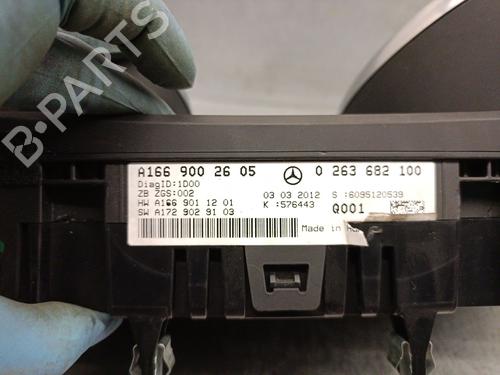 B-PARTS
A166 900 26 05 0 263 682 100
DiagID:1D00
ZB ZGS:002 03 03 2012 S :6095120539
HW A166 901 12 01 K :576443 Q001
SW A172 902 91 03
Made in